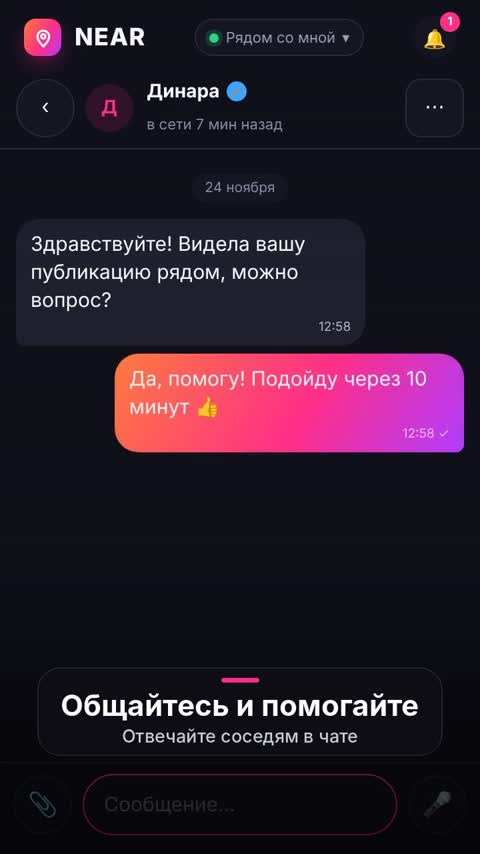 NEAR
Рядом со мной ▾
1
‹
Д
Динара
в сети 7 мин назад
⋯
24 ноября
Здравствуйте! Видела вашу
публикацию рядом, можно
вопрос?
12:58
Да, помогу! Подойду через 10
минут 👍
12:58 ✓
Общайтесь и помогайте
Отвечайте соседям в чате
Сообщение...